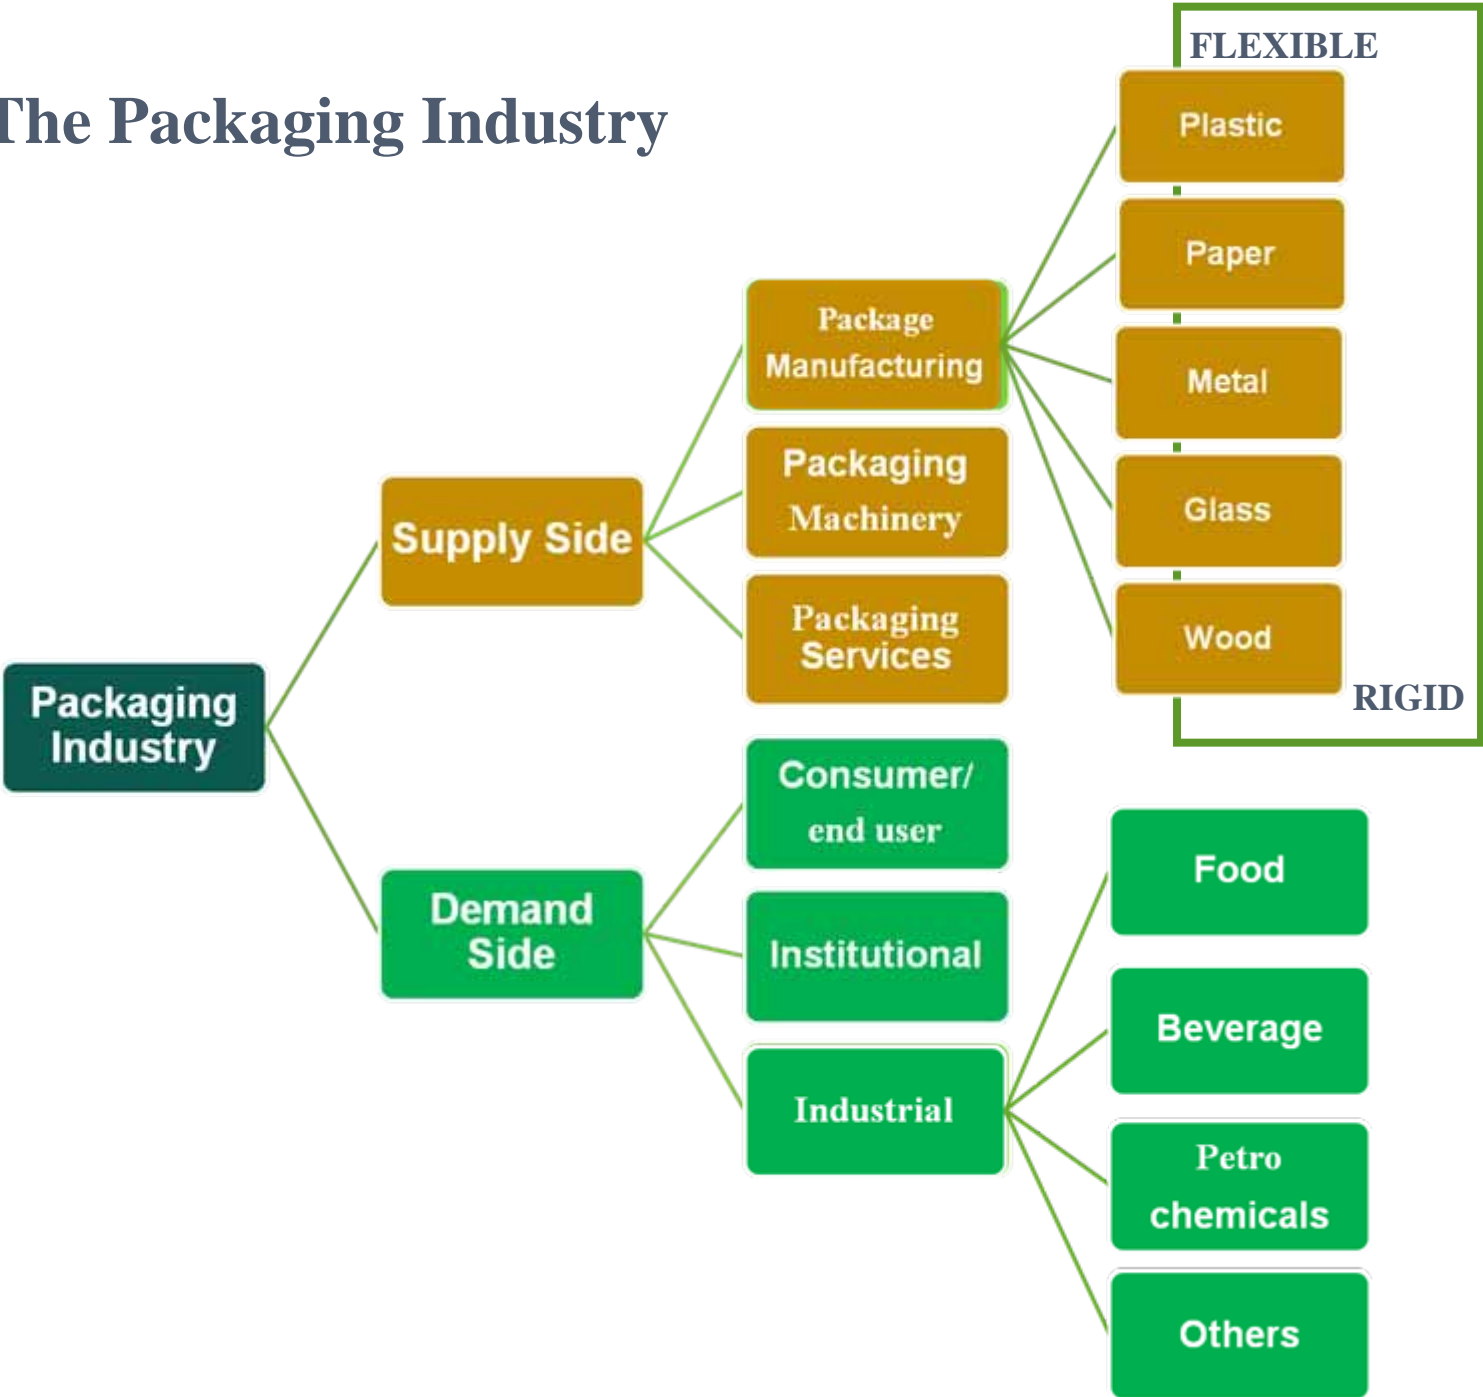 The Packaging Industry
FLEXIBLE
Plastic
Paper
Package
Manufacturing
Metal
Packaging
Machinery
Glass
Supply Side
Packaging
Services
Wood
RIGID
Packaging
Industry
Consumer/
end user
Food
Demand
Side
Institutional
Beverage
Industrial
Petro
chemicals
Others